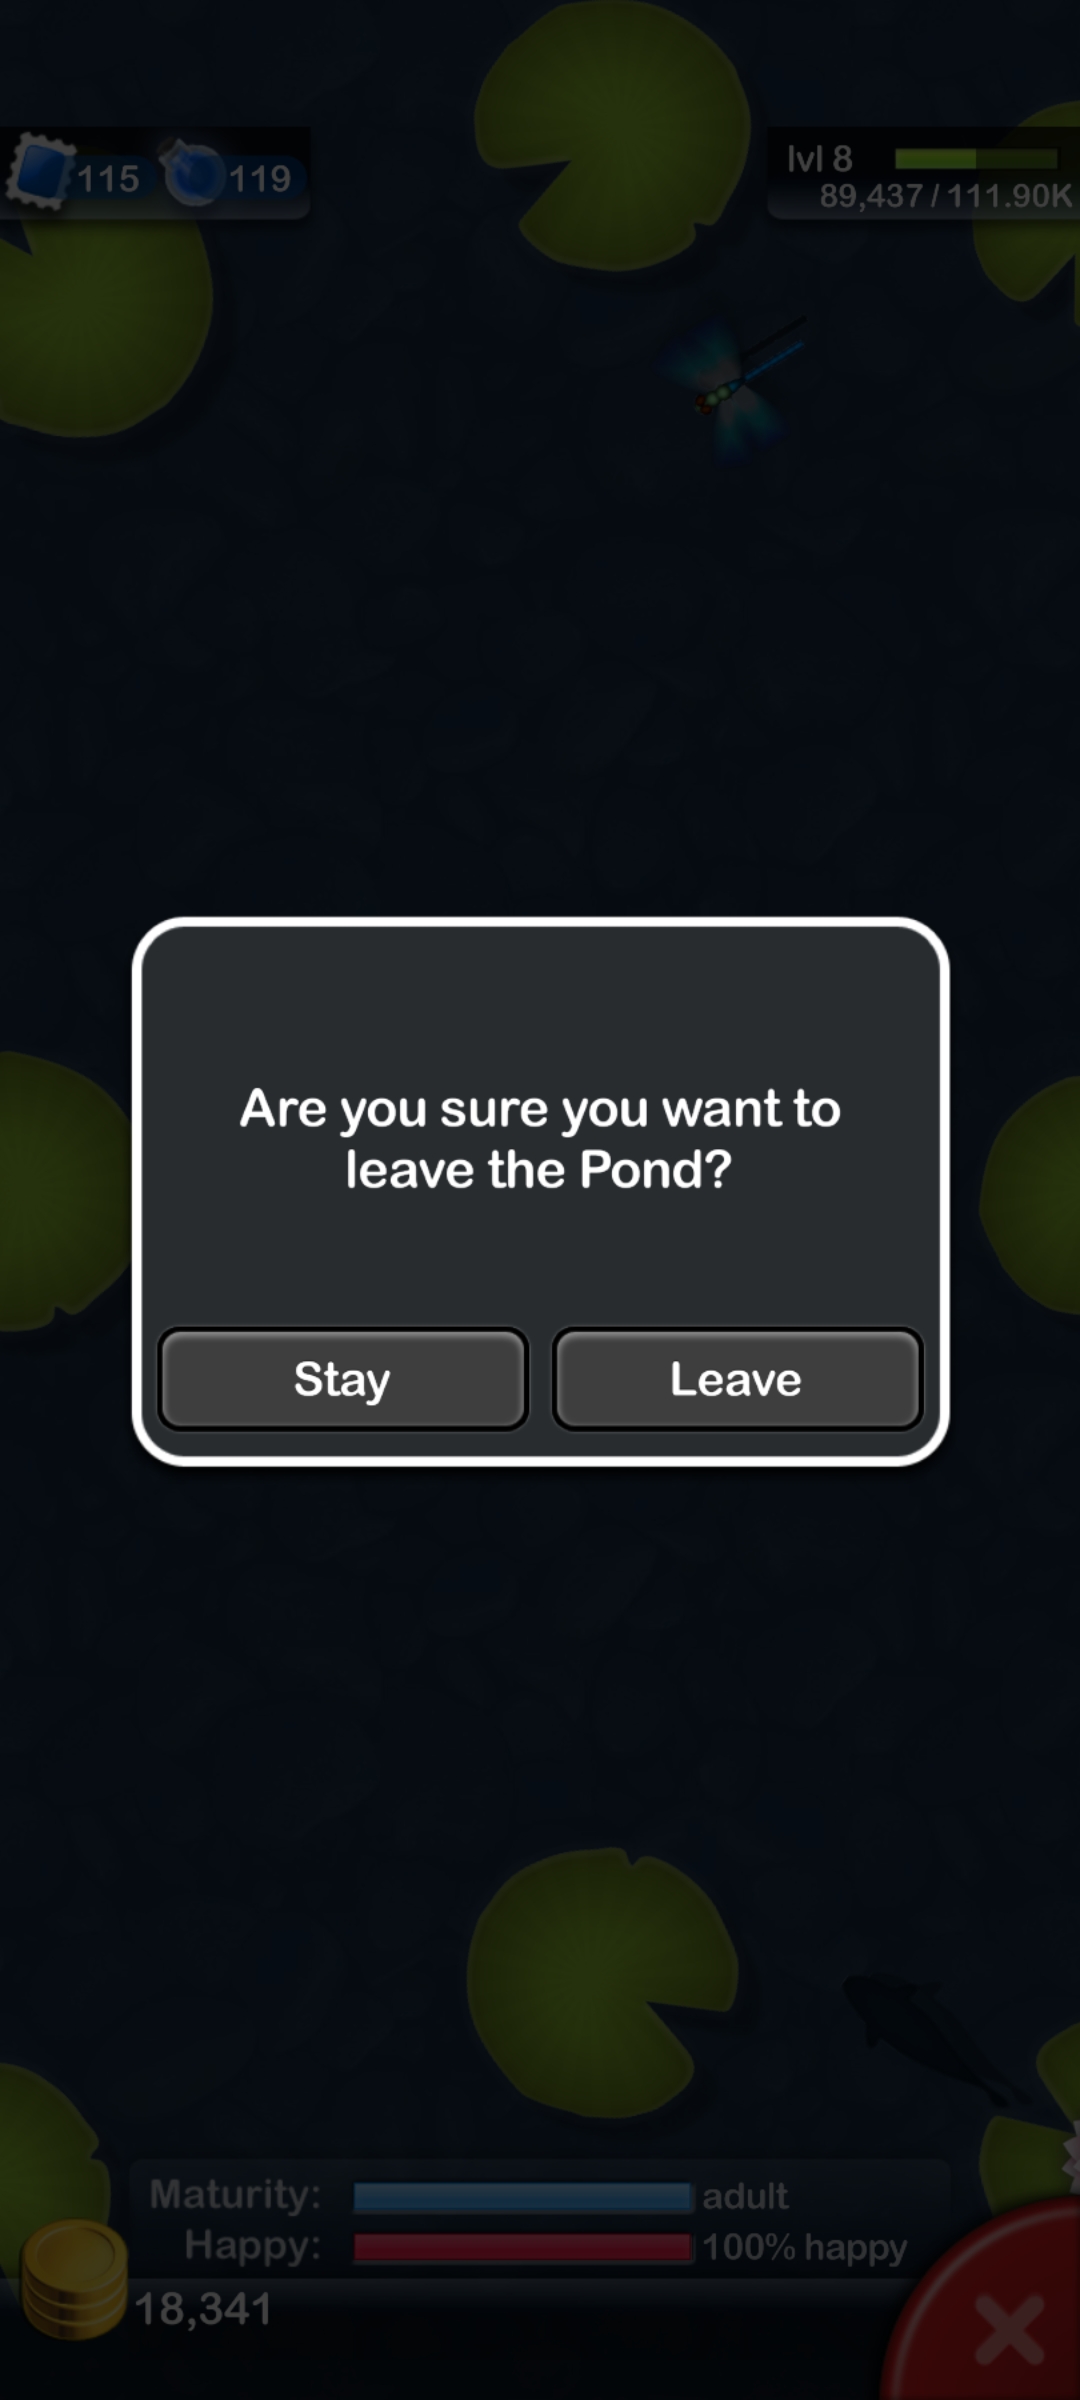 115 119
lvl 8
89,437 / 111.90K
Are you sure you want to
leave the Pond?
Stay Leave
Maturity: adult
Happy: 100% happy
18,341